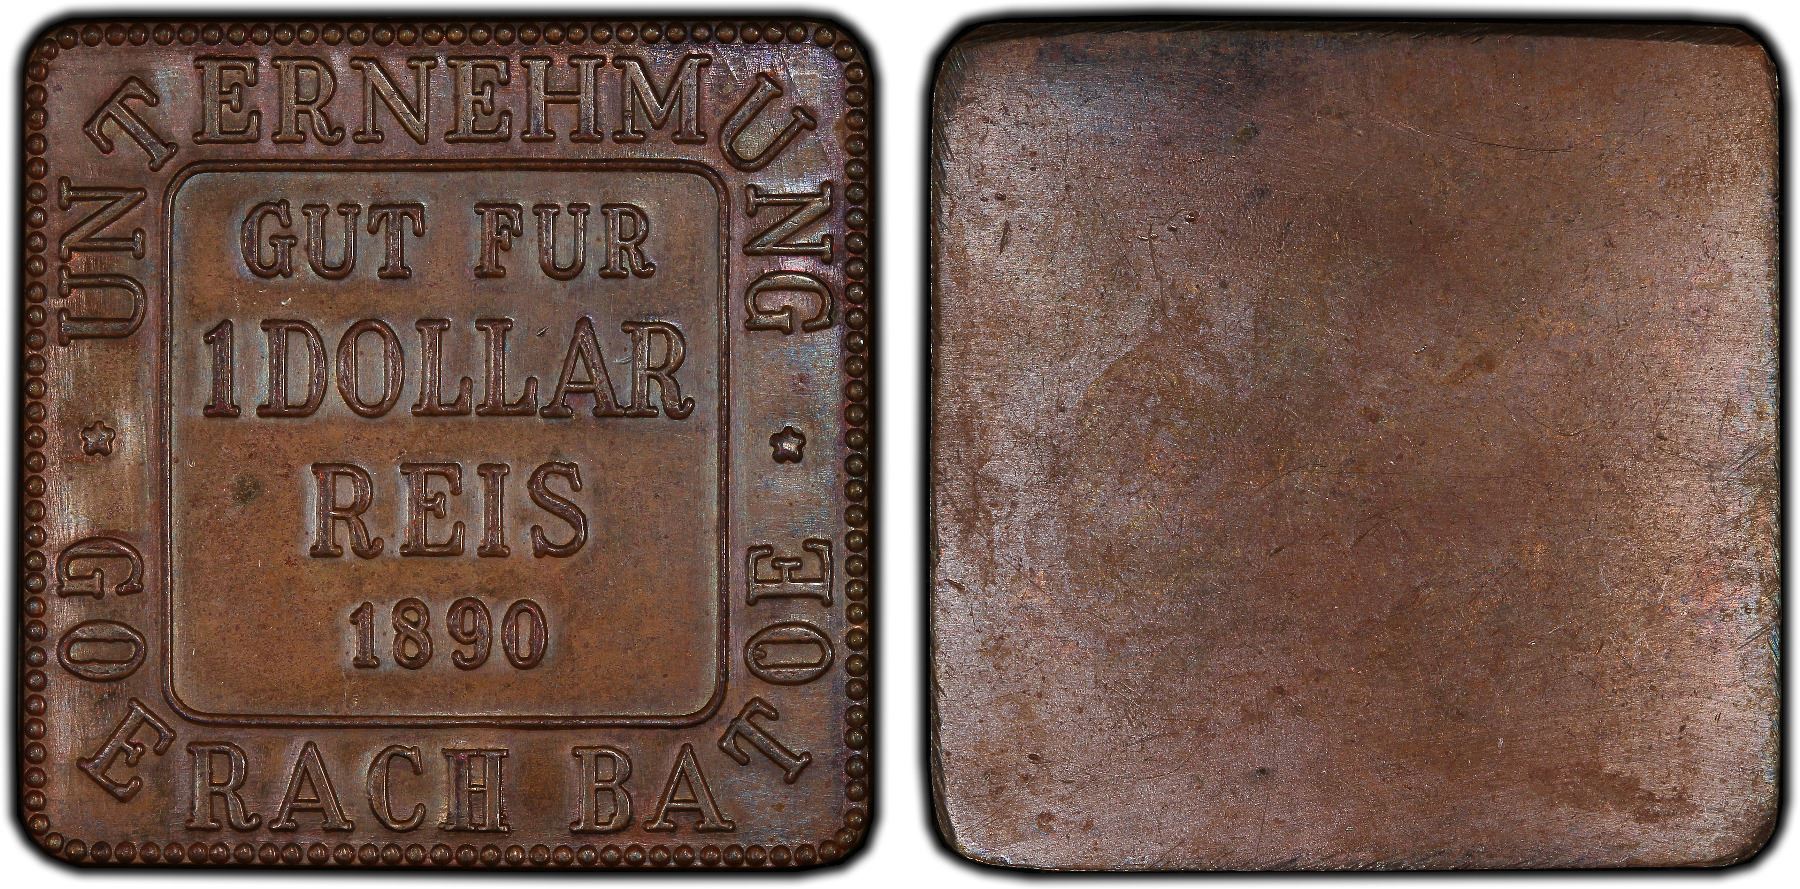 UNTERNEHMUNG
GOERACH BATOE
GUT FUR
1 DOLLAR
REIS
1890